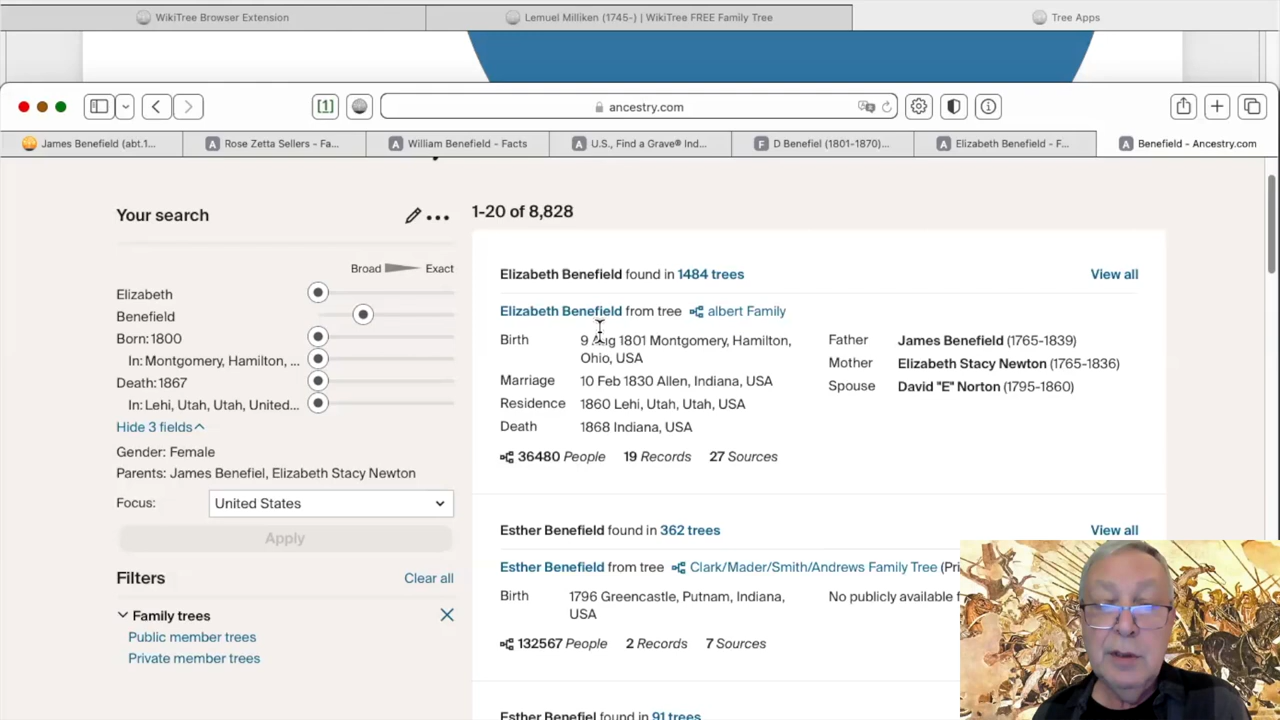 WikiTree Browser Extension
Lemuel Milliken (1745-) | WikiTree FREE Family Tree
Tree Apps
[1]
ancestry.com
James Benefield (abt.1...
Rose Zetta Sellers - Fa...
William Benefield - Facts
U.S., Find a Grave® Ind...
D Benefiel (1801-1870)...
Elizabeth Benefield - F...
Benefield - Ancestry.com
Your search
Broad
Exact
Elizabeth
Benefield
Born: 1800
In: Montgomery, Hamilton, ...
Death: 1867
In: Lehi, Utah, Utah, United...
Hide 3 fields
Gender: Female
Parents: James Benefiel, Elizabeth Stacy Newton
Focus:
United States
Apply
Filters
Clear all
Family trees
Public member trees
Private member trees
1-20 of 8,828
Elizabeth Benefield found in 1484 trees
View all
Elizabeth Benefield from tree albert Family
Birth
9 Aug 1801 Montgomery, Hamilton,
Ohio, USA
Marriage
10 Feb 1830 Allen, Indiana, USA
Residence
1860 Lehi, Utah, Utah, USA
Death
1868 Indiana, USA
Father
James Benefield (1765-1839)
Mother
Elizabeth Stacy Newton (1765-1836)
Spouse
David "E" Norton (1795-1860)
36480 People 19 Records 27 Sources
Esther Benefield found in 362 trees
View all
Esther Benefield from tree Clark/Mader/Smith/Andrews Family Tree (Pri
Birth
1796 Greencastle, Putnam, Indiana,
USA
No publicly available f
132567 People 2 Records 7 Sources
Esther Benefield found in 91 trees